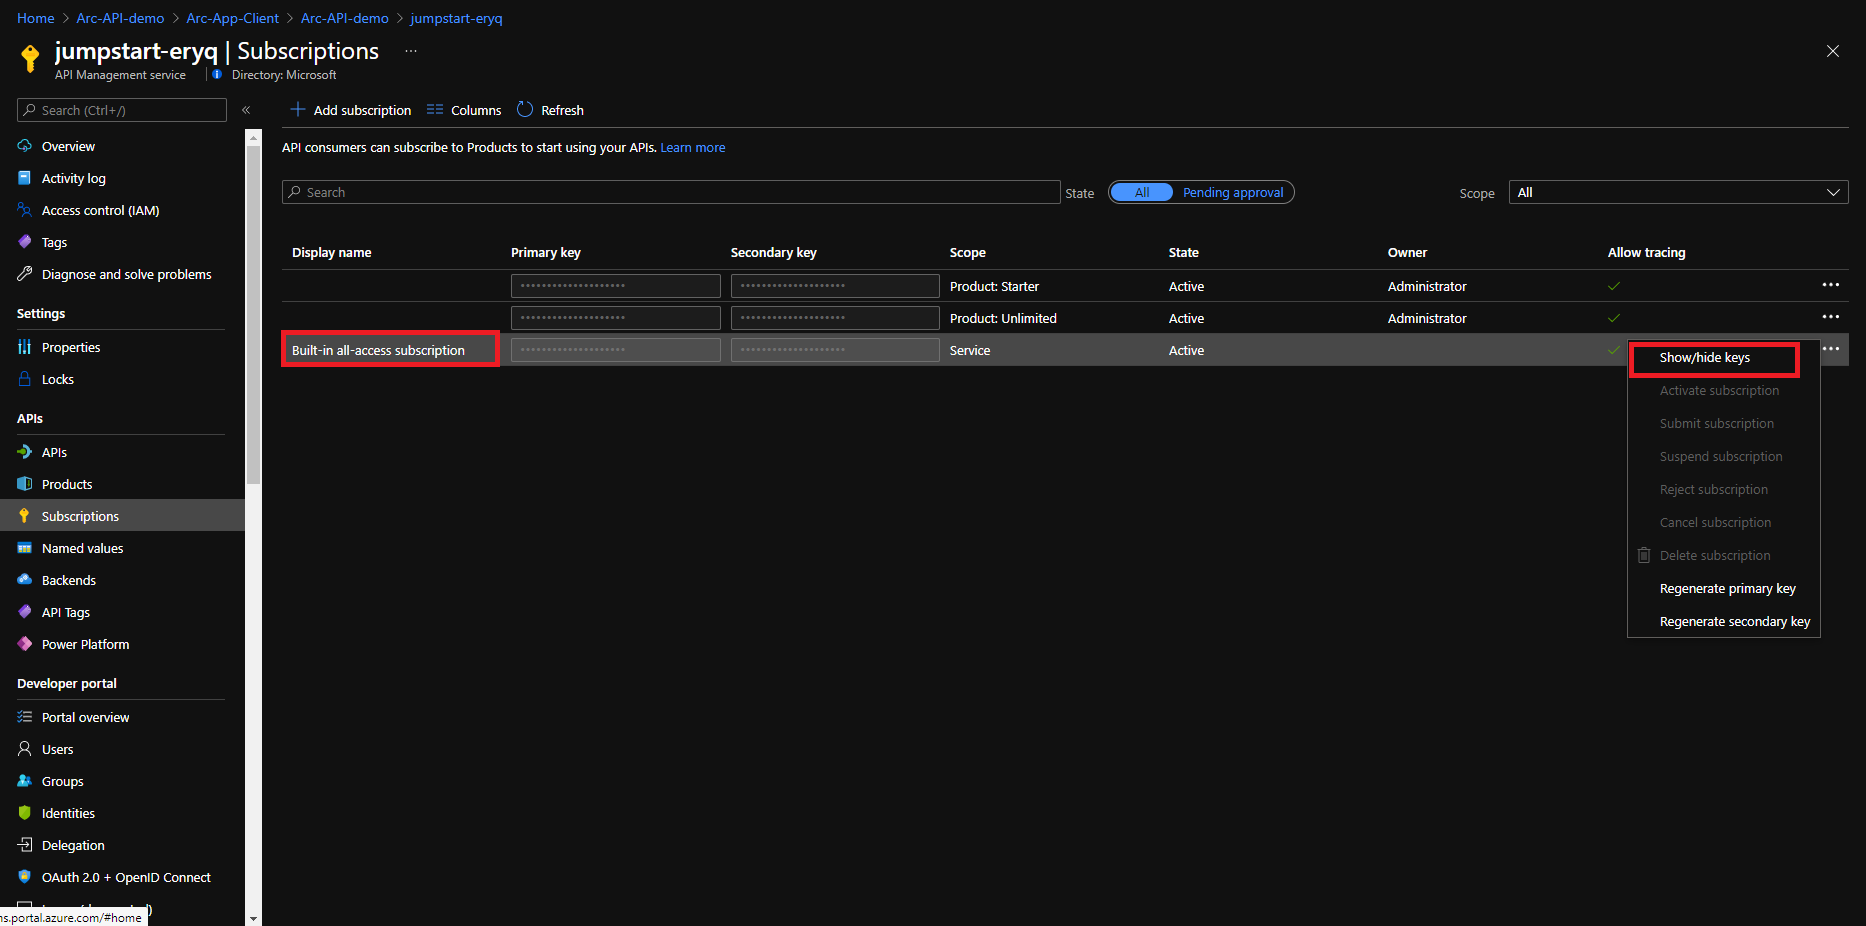 Home > Arc-API-demo > Arc-App-Client > Arc-API-demo > jumpstart-eryq
jumpstart-eryq | Subscriptions ...
API Management service
Directory: Microsoft
Search (Ctrl+/)
«
Overview
Activity log
Access control (IAM)
Tags
Diagnose and solve problems
Settings
Properties
Locks
APIs
APIs
Products
Subscriptions
Named values
Backends
API Tags
Power Platform
Developer portal
Portal overview
Users
Groups
Identities
Delegation
OAuth 2.0 + OpenID Connect
ns.portal.azure.com/#home
Add subscription Columns Refresh
API consumers can subscribe to Products to start using your APIs. Learn more
Search State All Pending approval Scope All
Display name Primary key Secondary key Scope State Owner Allow tracing
Product: Starter Active Administrator
Product: Unlimited Active Administrator
Built-in all-access subscription Service Active
Show/hide keys
Activate subscription
Submit subscription
Suspend subscription
Reject subscription
Cancel subscription
Delete subscription
Regenerate primary key
Regenerate secondary key